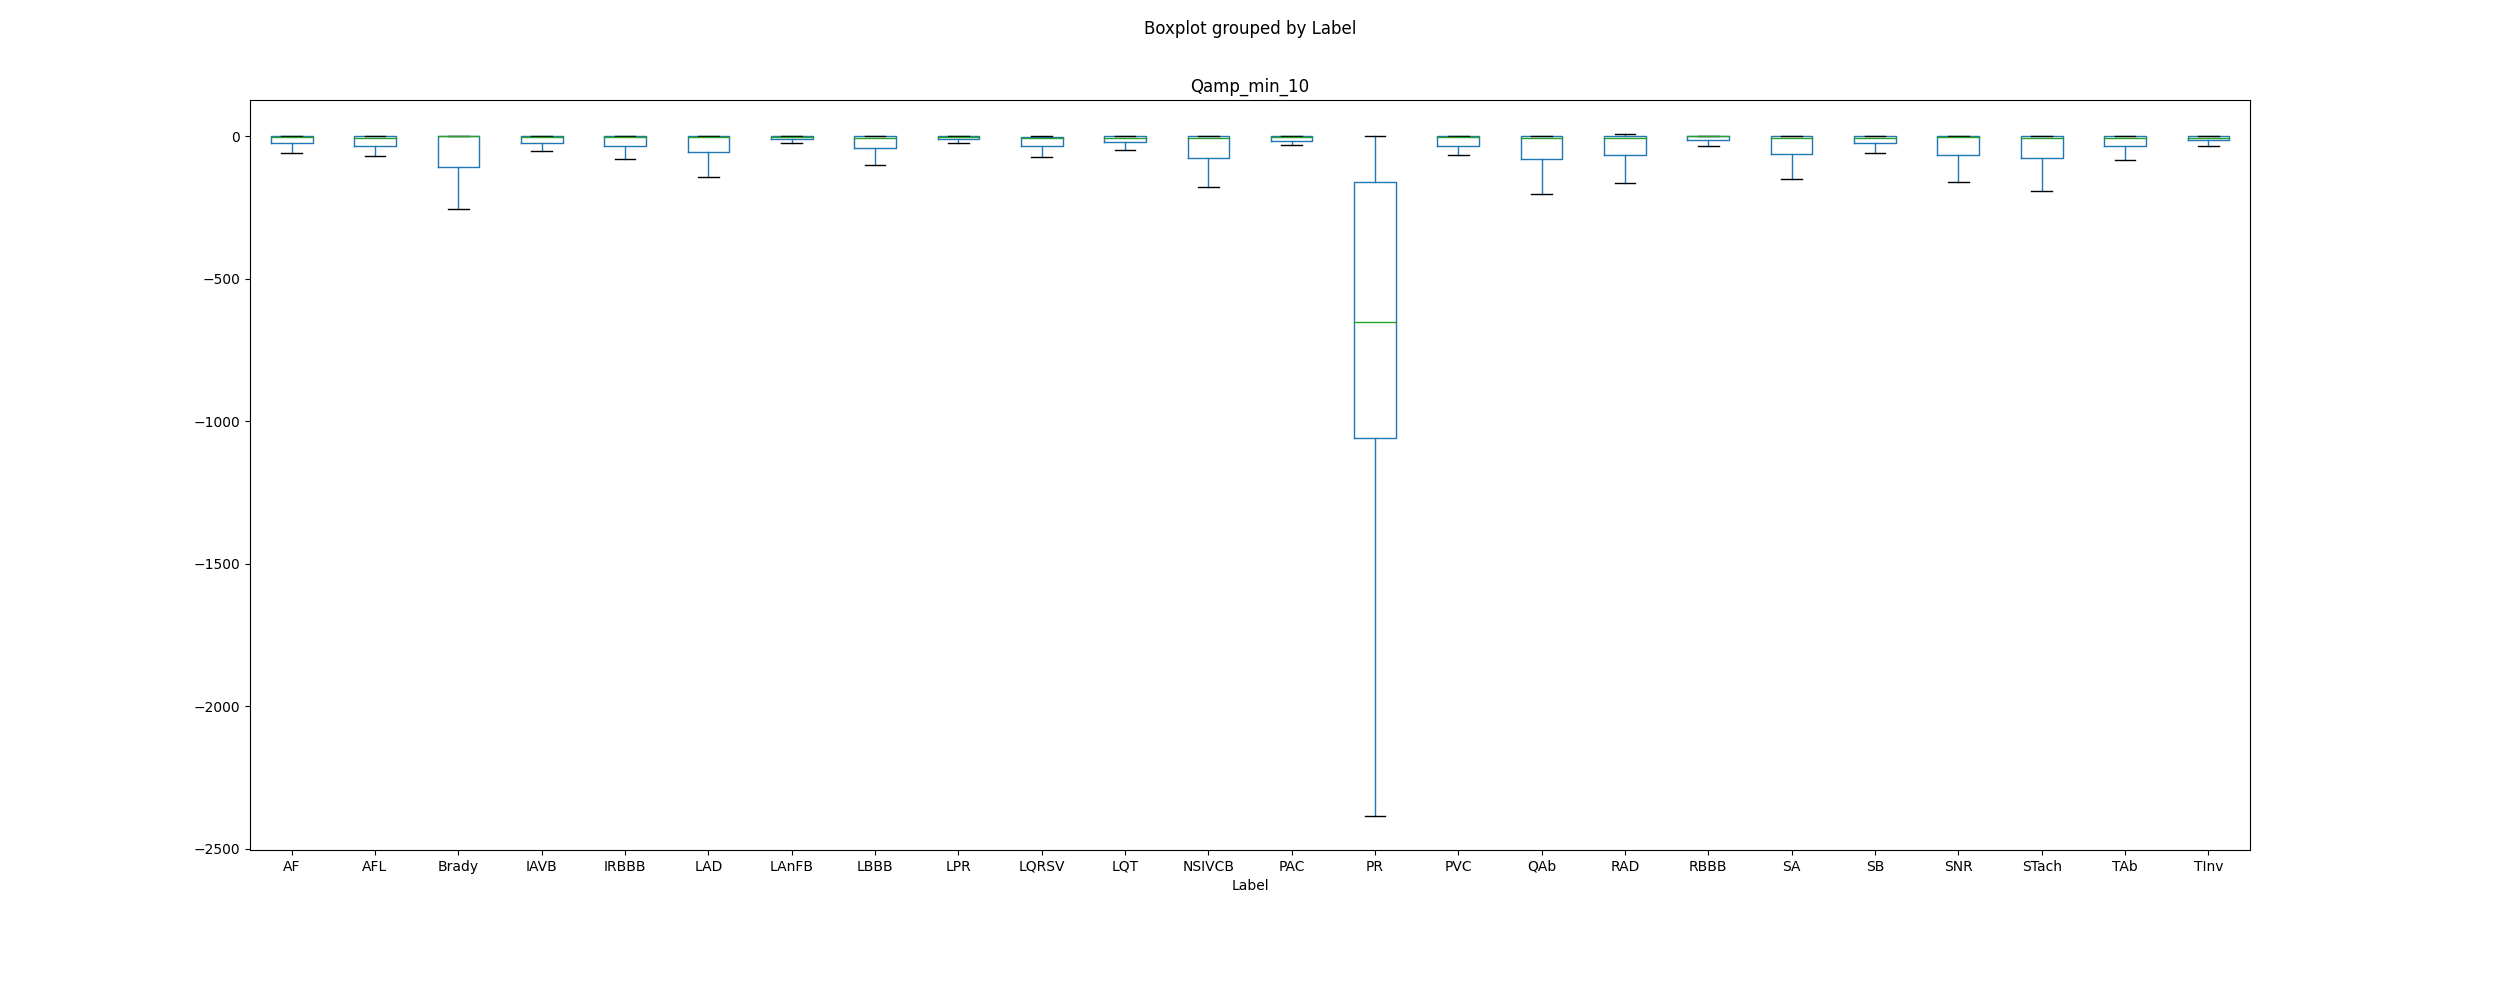 Boxplot grouped by Label
Qamp_min_10
0
−500
−1000
−1500
−2000
−2500
AF AFL Brady IAVB IRBBB LAD LAnFB LBBB LPR LQRSV LQT NSIVCB PAC PR PVC QAb RAD RBBB SA SB SNR STach TAb TInv
Label